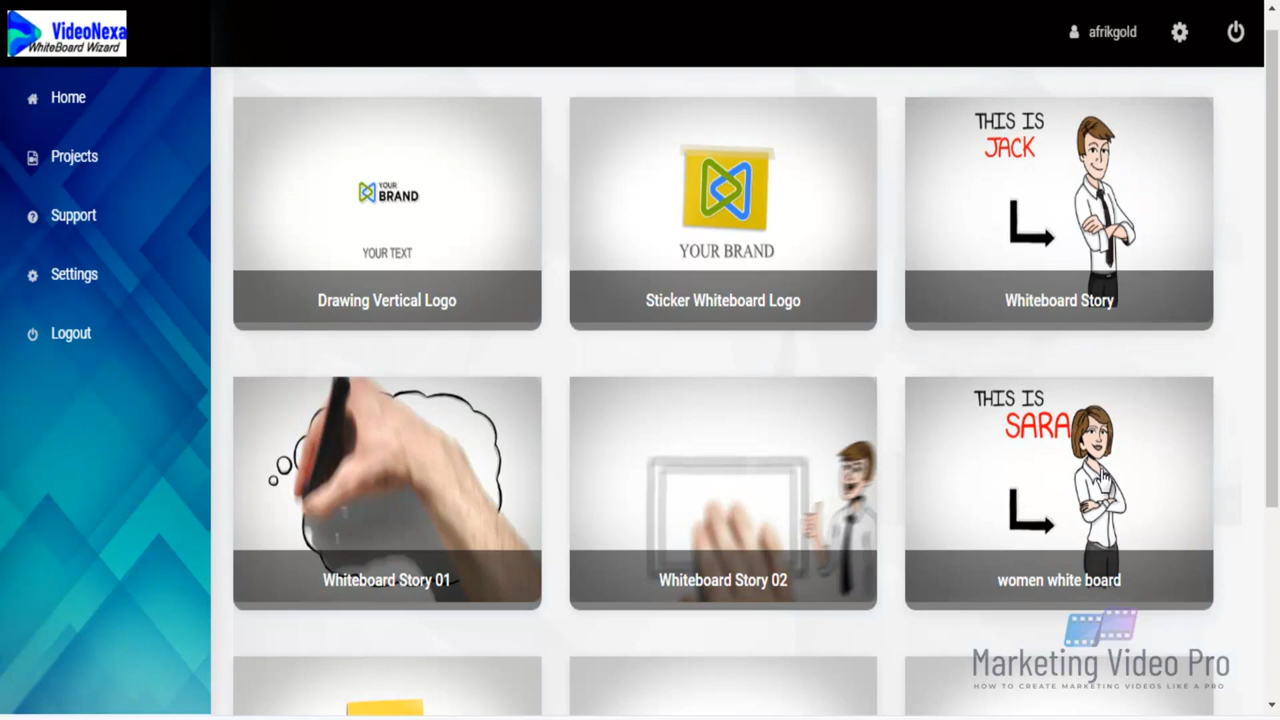 VideoNexa
WhiteBoard Wizard
afrikgold
Home
Projects
Support
Settings
Logout
YOUR
BRAND
YOUR TEXT
Drawing Vertical Logo
YOUR BRAND
Sticker Whiteboard Logo
THIS IS
JACK
Whiteboard Story
Whiteboard Story 01
Whiteboard Story 02
THIS IS
SARA
women white board
Marketing Video Pro
HOW TO CREATE MARKETING VIDEOS LIKE A PRO